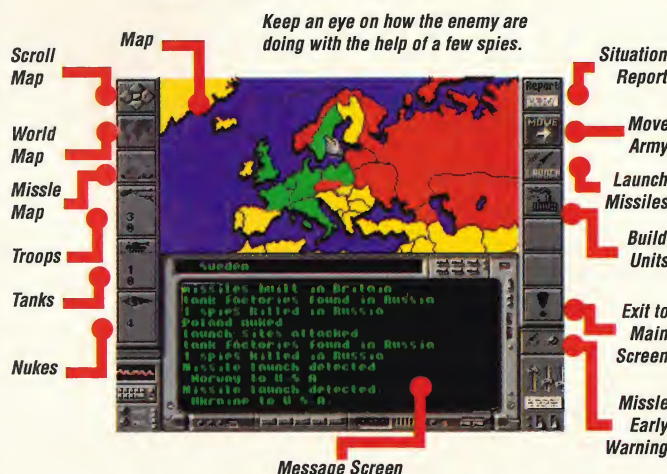 Keep an eye on how the enemy are
doing with the help of a few spies.
Scroll
Map
World
Map
Missle
Map
Troops
Tanks
Nukes
Map
Report
MOVE
LAUNCH
3
1
4
Sweden
Missiles built in Britain
tank factories found in Russia
1 spies killed in Russia
Poland nuked
Launch sites attacked
tank factories found in Russia
1 spies killed in Russia
Missile launch detected
Norway to U S A
Missile launch detected
Ukraine to U S A
Situation
Report
Move
Army
Launch
Missiles
Build
Units
Exit to
Main
Screen
Missle
Early
Warning
Message Screen